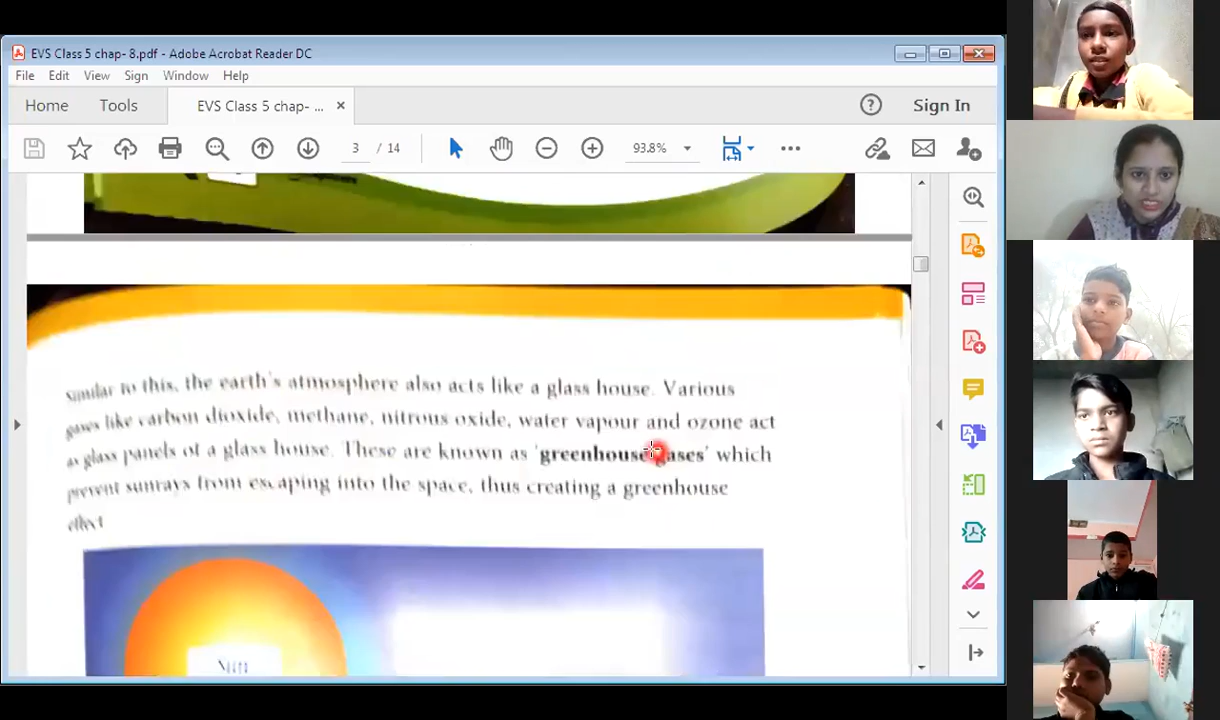 EVS Class 5 chap- 8.pdf - Adobe Acrobat Reader DC
File Edit View Sign Window Help
Home Tools EVS Class 5 chap- ... × Sign In
3 / 14 93.8%
similar to this, the earth's atmosphere also acts like a glass house. Various
gases like carbon dioxide, methane, nitrous oxide, water vapour and ozone act
as glass panels of a glass house. These are known as 'greenhouse gases' which
prevent sunrays from escaping into the space, thus creating a greenhouse
effect
Sun